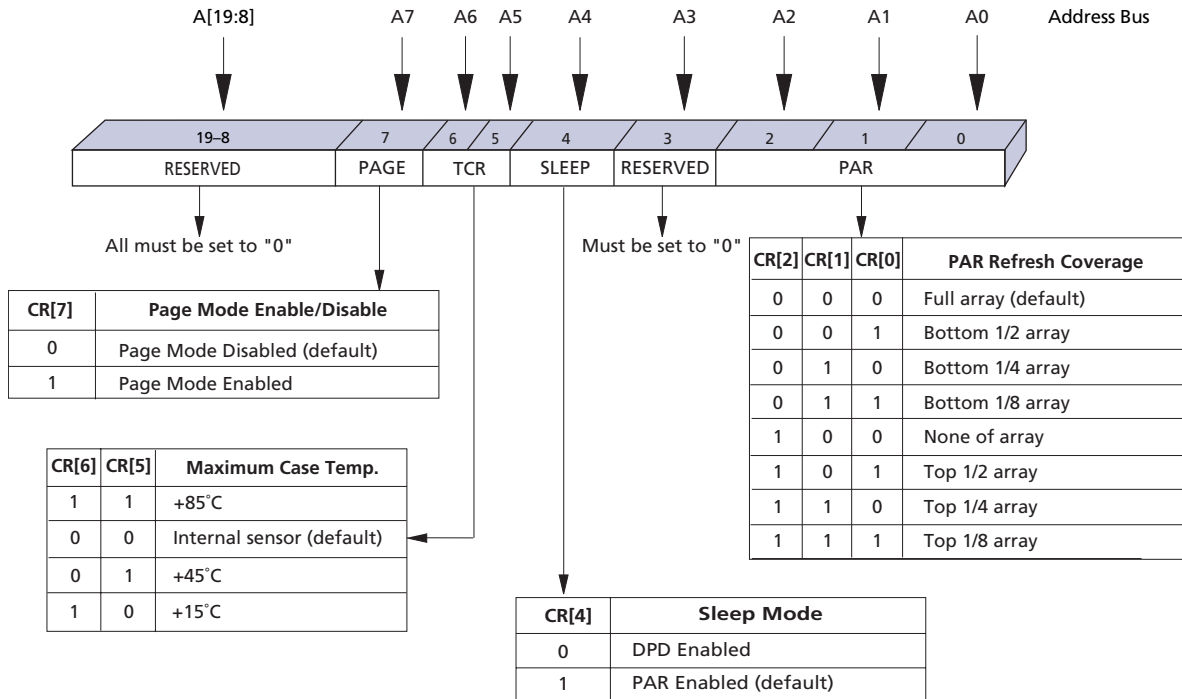 A[19:8] A7 A6 A5 A4 A3 A2 A1 A0 Address Bus
19–8 7 6 5 4 3 2 1 0
RESERVED PAGE TCR SLEEP RESERVED PAR
All must be set to "0"
Must be set to "0"
CR[7] Page Mode Enable/Disable
0 Page Mode Disabled (default)
1 Page Mode Enabled
CR[2] CR[1] CR[0] PAR Refresh Coverage
0 0 0 Full array (default)
0 0 1 Bottom 1/2 array
0 1 0 Bottom 1/4 array
0 1 1 Bottom 1/8 array
1 0 0 None of array
1 0 1 Top 1/2 array
1 1 0 Top 1/4 array
1 1 1 Top 1/8 array
CR[6] CR[5] Maximum Case Temp.
1 1 +85˚C
0 0 Internal sensor (default)
0 1 +45˚C
1 0 +15˚C
CR[4] Sleep Mode
0 DPD Enabled
1 PAR Enabled (default)